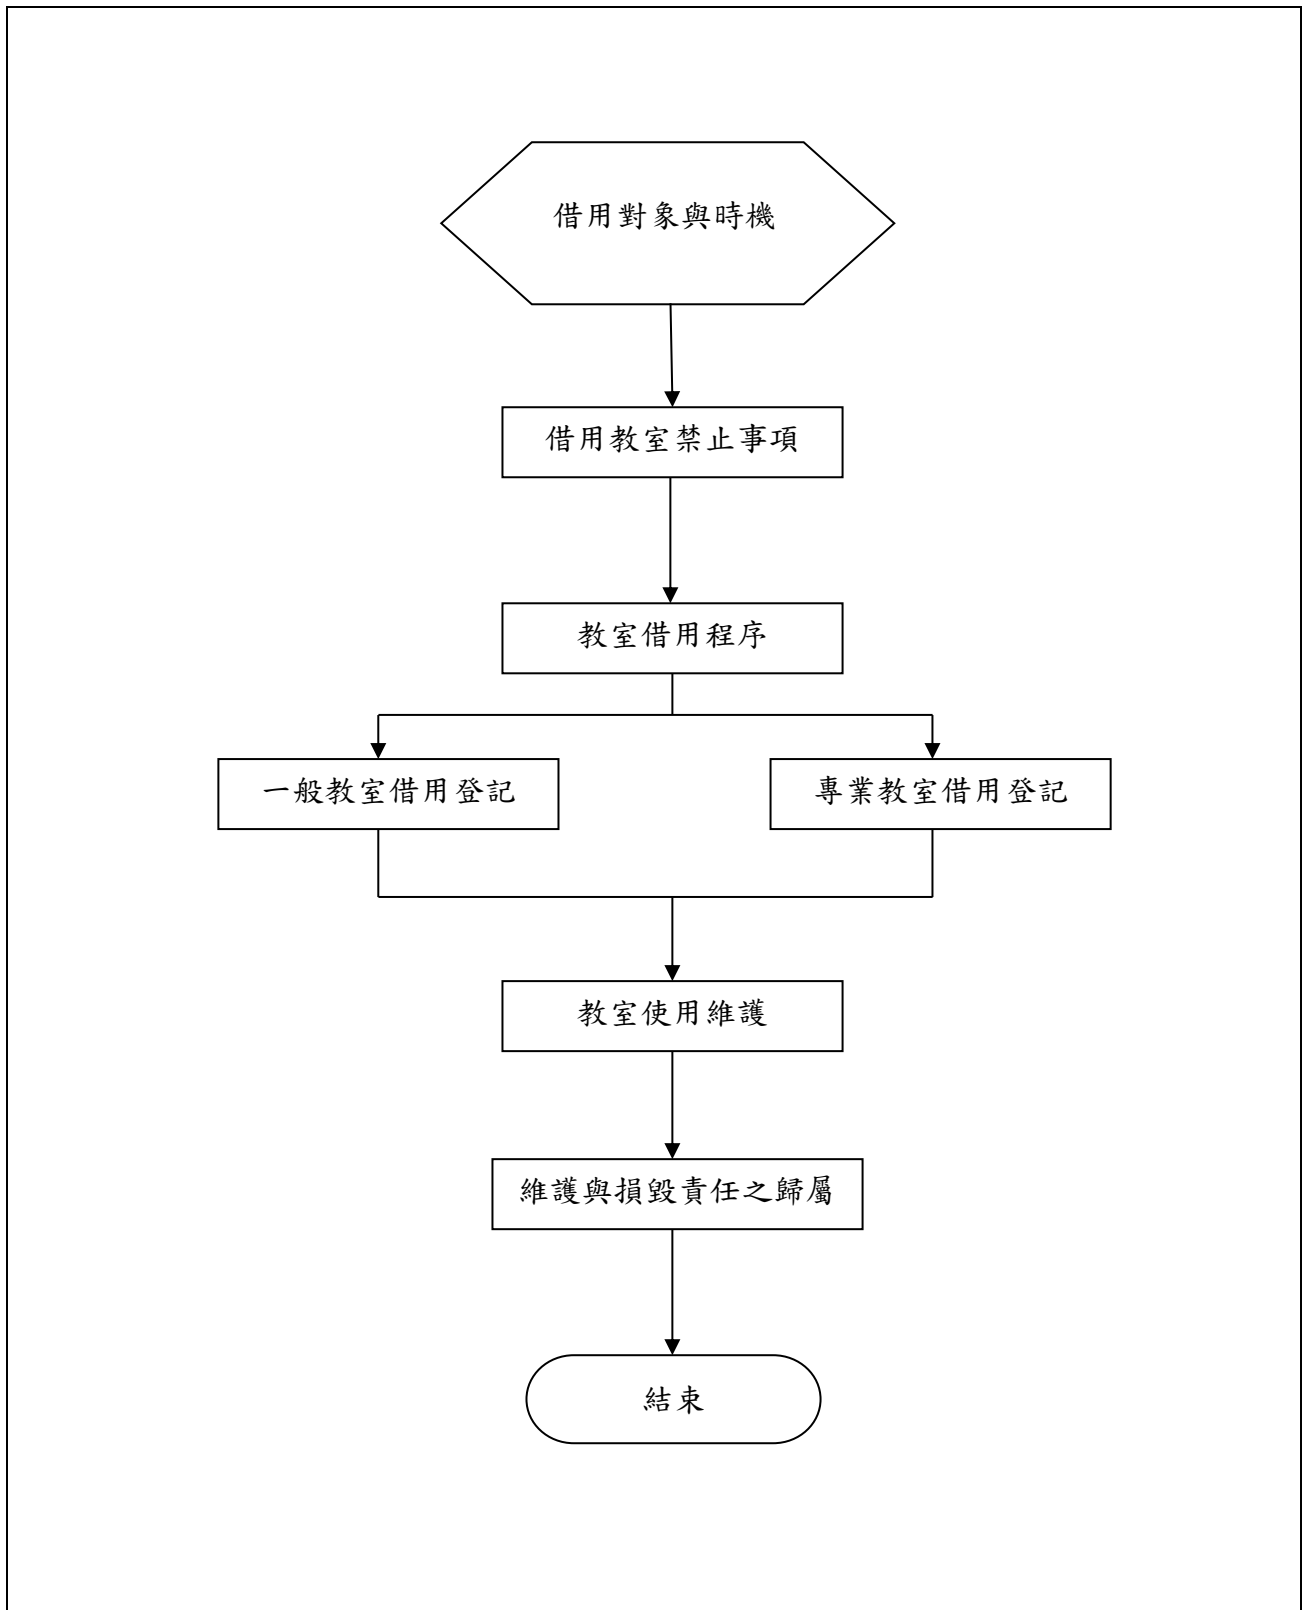 借用對象與時機
借用教室禁止事項
教室借用程序
一般教室借用登記
專業教室借用登記
教室使用維護
維護與損毀責任之歸屬
結束